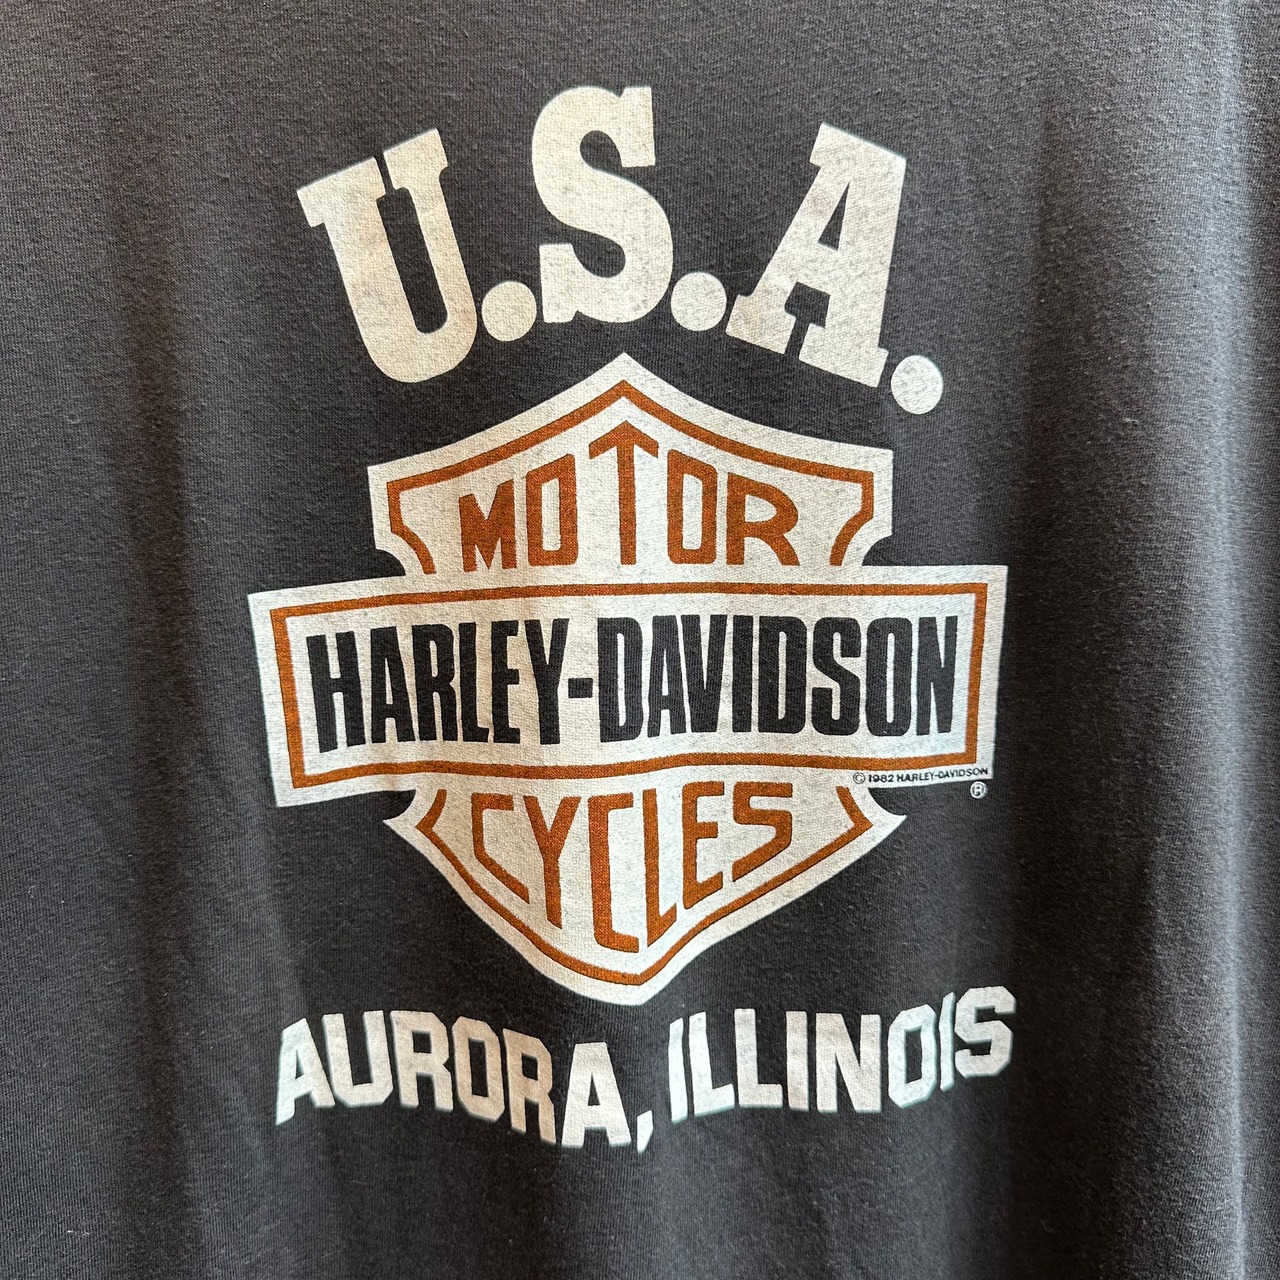 U.S.A.
MOTOR
HARLEY-DAVIDSON
© 1982 HARLEY-DAVIDSON
®
CYCLES
AURORA, ILLINOIS